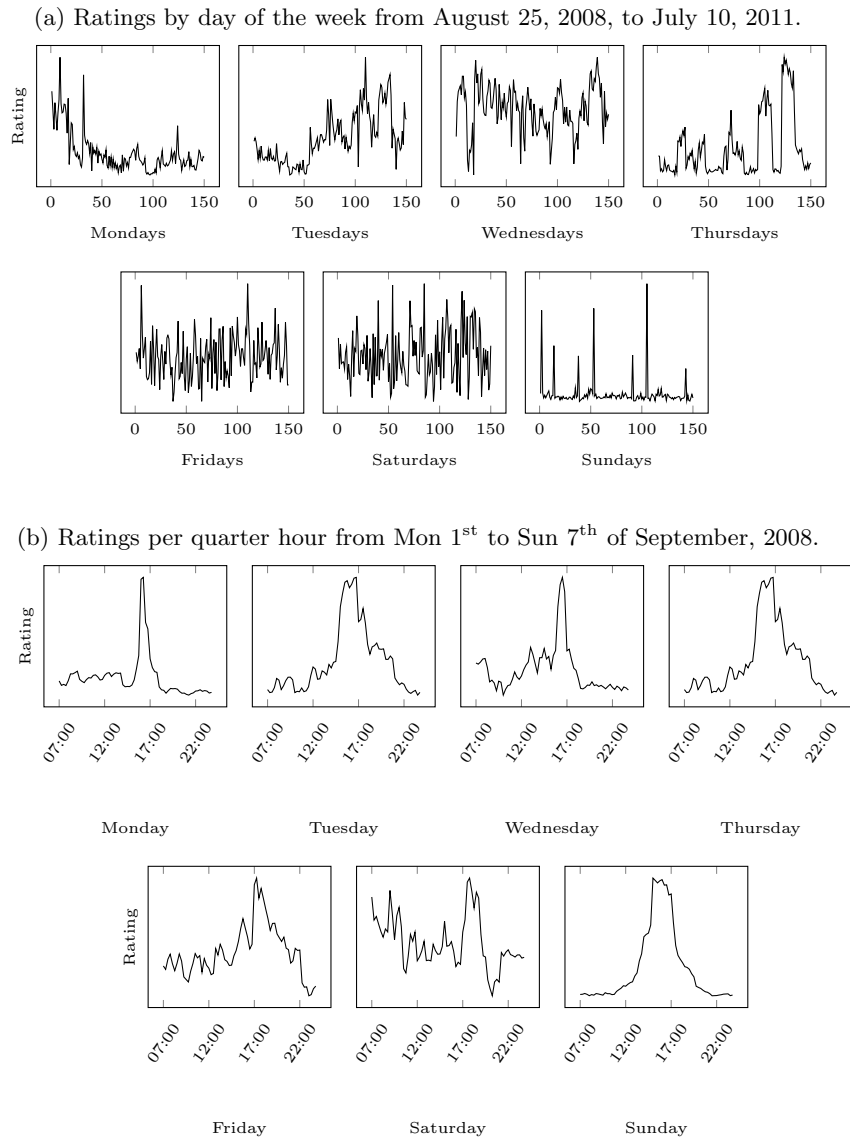 (a) Ratings by day of the week from August 25, 2008, to July 10, 2011.
Rating
0 50 100 150 0 50 100 150 0 50 100 150 0 50 100 150
Mondays Tuesdays Wednesdays Thursdays
0 50 100 150 0 50 100 150 0 50 100 150
Fridays Saturdays Sundays
(b) Ratings per quarter hour from Mon 1st to Sun 7th of September, 2008.
Rating
07:00 12:00 17:00 22:00 07:00 12:00 17:00 22:00 07:00 12:00 17:00 22:00 07:00 12:00 17:00 22:00
Monday Tuesday Wednesday Thursday
Rating
07:00 12:00 17:00 22:00 07:00 12:00 17:00 22:00 07:00 12:00 17:00 22:00
Friday Saturday Sunday